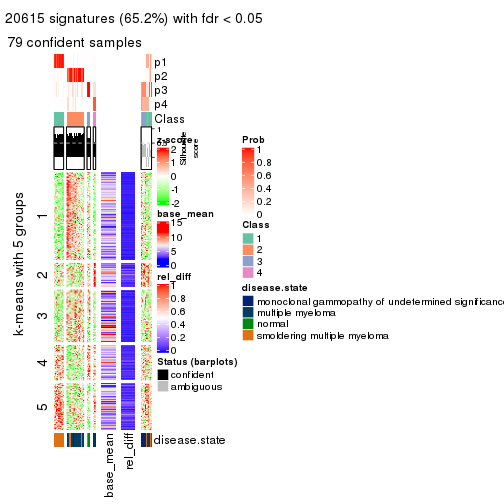 20615 signatures (65.2%) with fdr < 0.05
79 confident samples
p1
p2
p3
p4
Class
1
0.5
0
Silhouette
score
k-means with 5 groups
1
2
3
4
5
base_mean
rel_diff
disease.state
z-score
2
1
0
-1
-2
base_mean
15
10
5
0
rel_diff
1
0.8
0.6
0.4
0.2
0
Status (barplots)
confident
ambiguous
Prob
1
0.8
0.6
0.4
0.2
0
Class
1
2
3
4
disease.state
monoclonal gammopathy of undetermined significance
multiple myeloma
normal
smoldering multiple myeloma